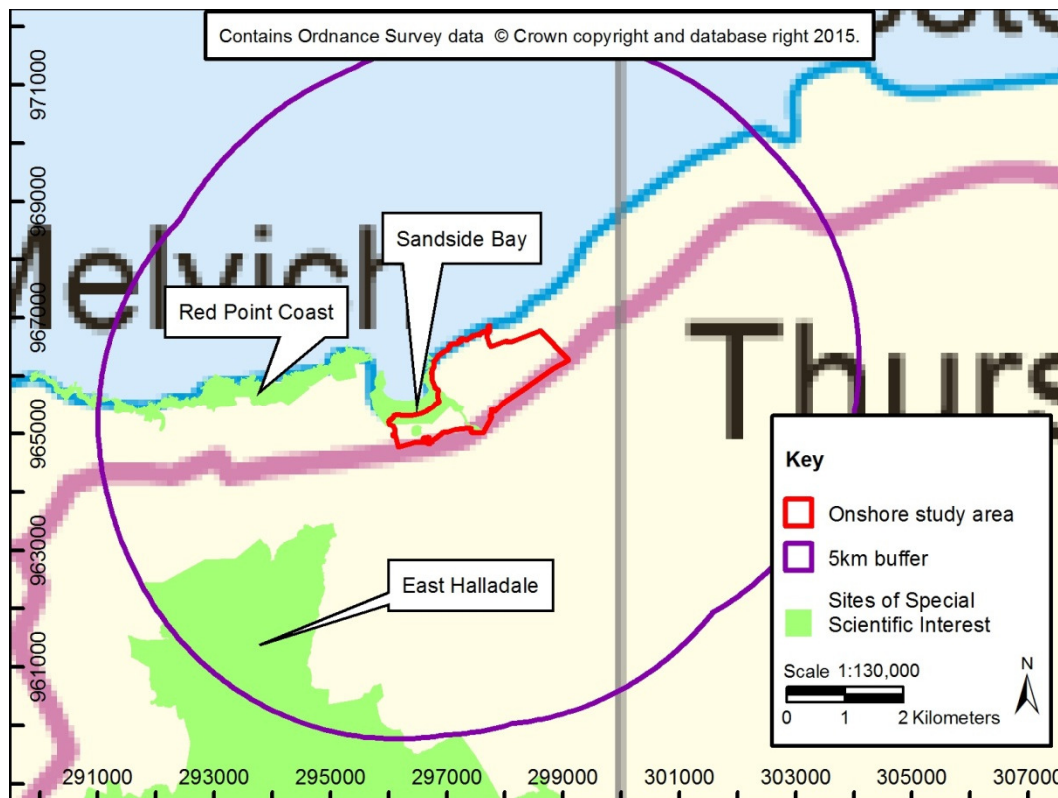 Contains Ordnance Survey data © Crown copyright and database right 2015.
971000
969000
Melvich
Sandside Bay
Red Point Coast
967000
Thurs
965000
Key
Onshore study area
5km buffer
Sites of Special
Scientific Interest
963000
East Halladale
961000
Scale 1:130,000
N
0 1 2 Kilometers
291000 293000 295000 297000 299000 301000 303000 305000 307000